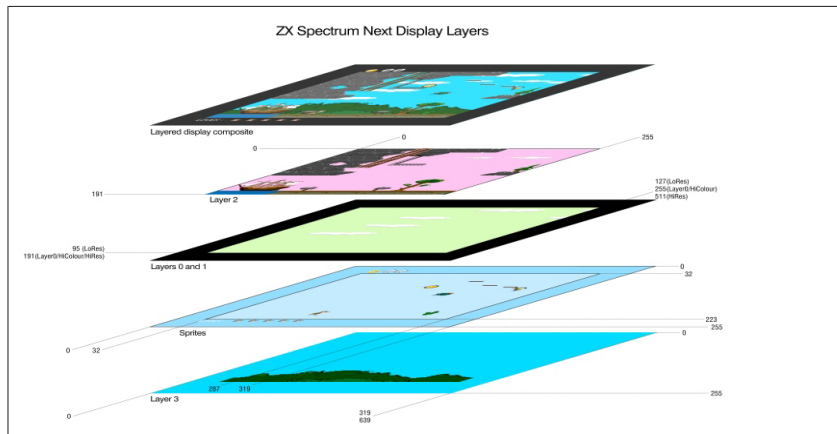 ZX Spectrum Next Display Layers
Layered display composite
0
255
0
191
Layer 2
127(LoRes)
255(Layer0/HiColour)
511(HiRes)
95 (LoRes)
191(Layer0/HiColour/HiRes)
Layers 0 and 1
0
32
Sprites
223
255
0
32
0
287
319
Layer 3
255
0
319
639